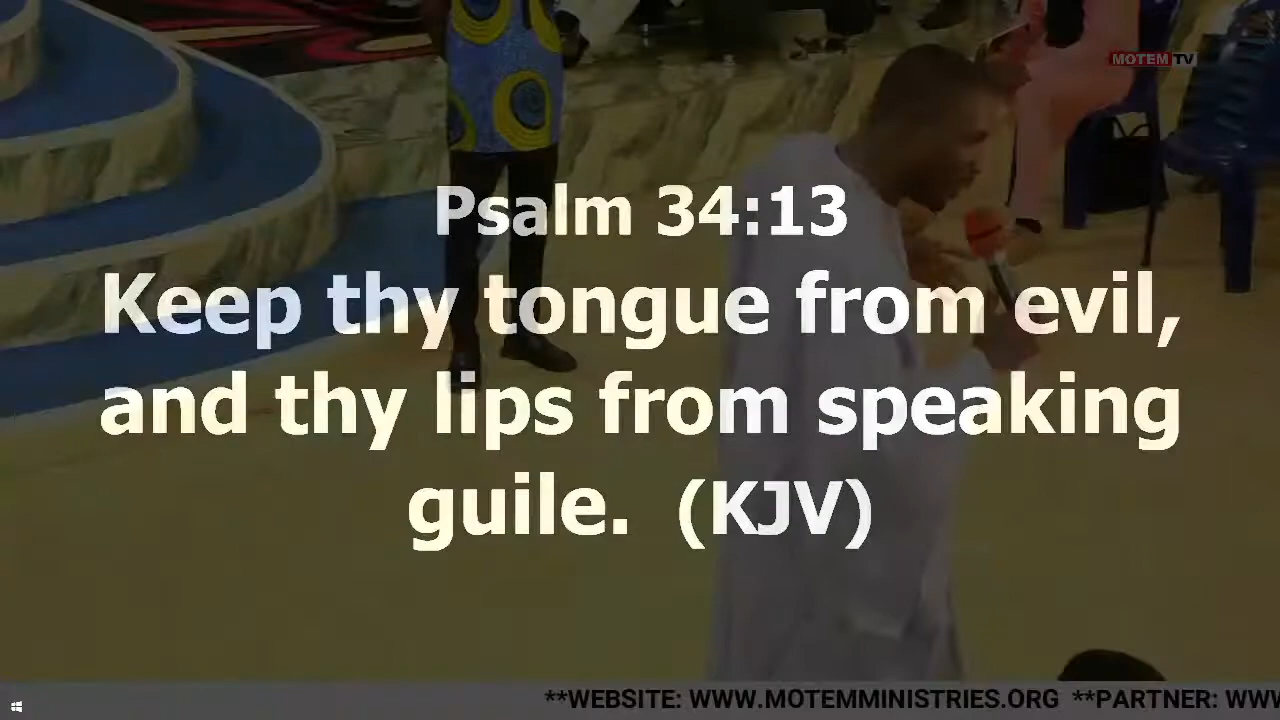 MOTEM TV
Psalm 34:13
Keep thy tongue from evil,
and thy lips from speaking
guile. (KJV)
**WEBSITE: WWW.MOTEMMINISTRIES.ORG **PARTNER: WWW